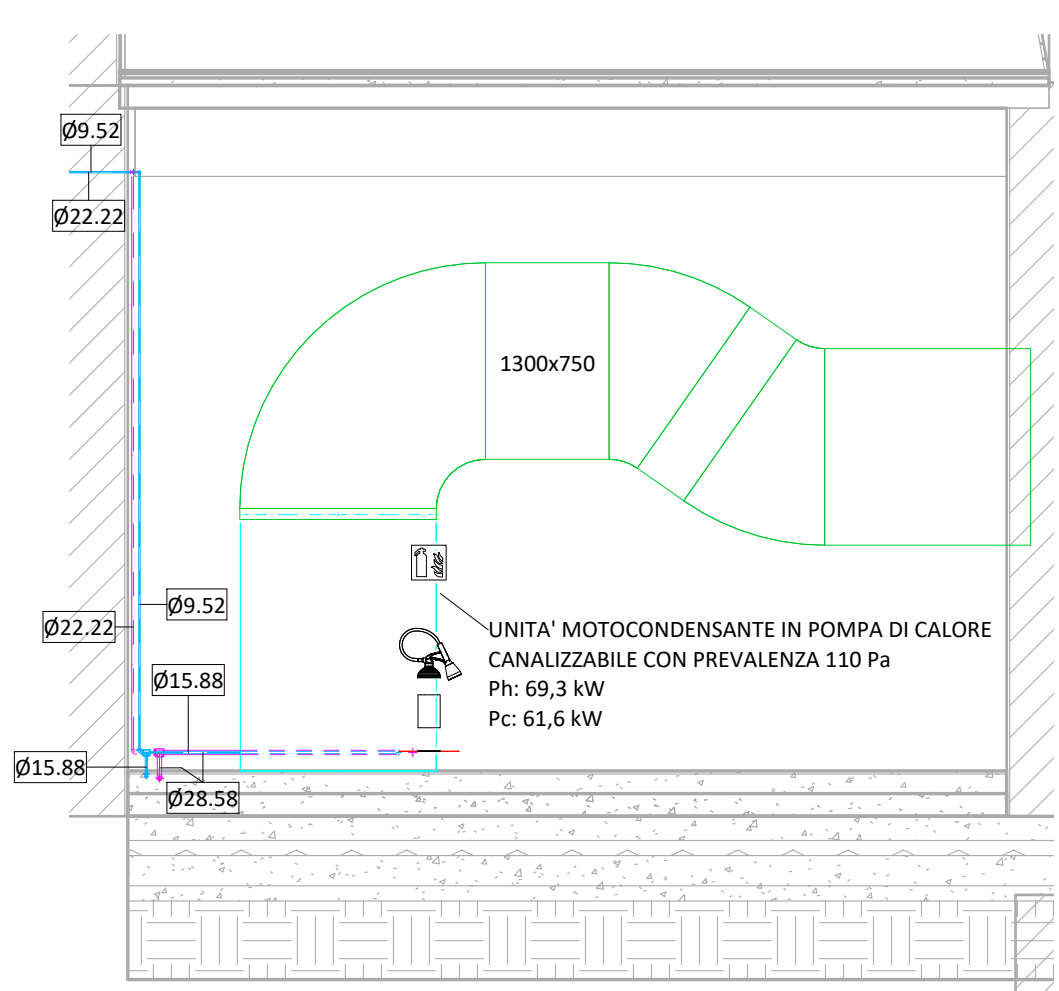 Ø9.52
Ø22.22
1300x750
Ø9.52
Ø22.22
UNITA' MOTOCONDENSANTE IN POMPA DI CALORE
CANALIZZABILE CON PREVALENZA 110 Pa
Ph: 69,3 kW
Pc: 61,6 kW
Ø15.88
Ø15.88
Ø28.58